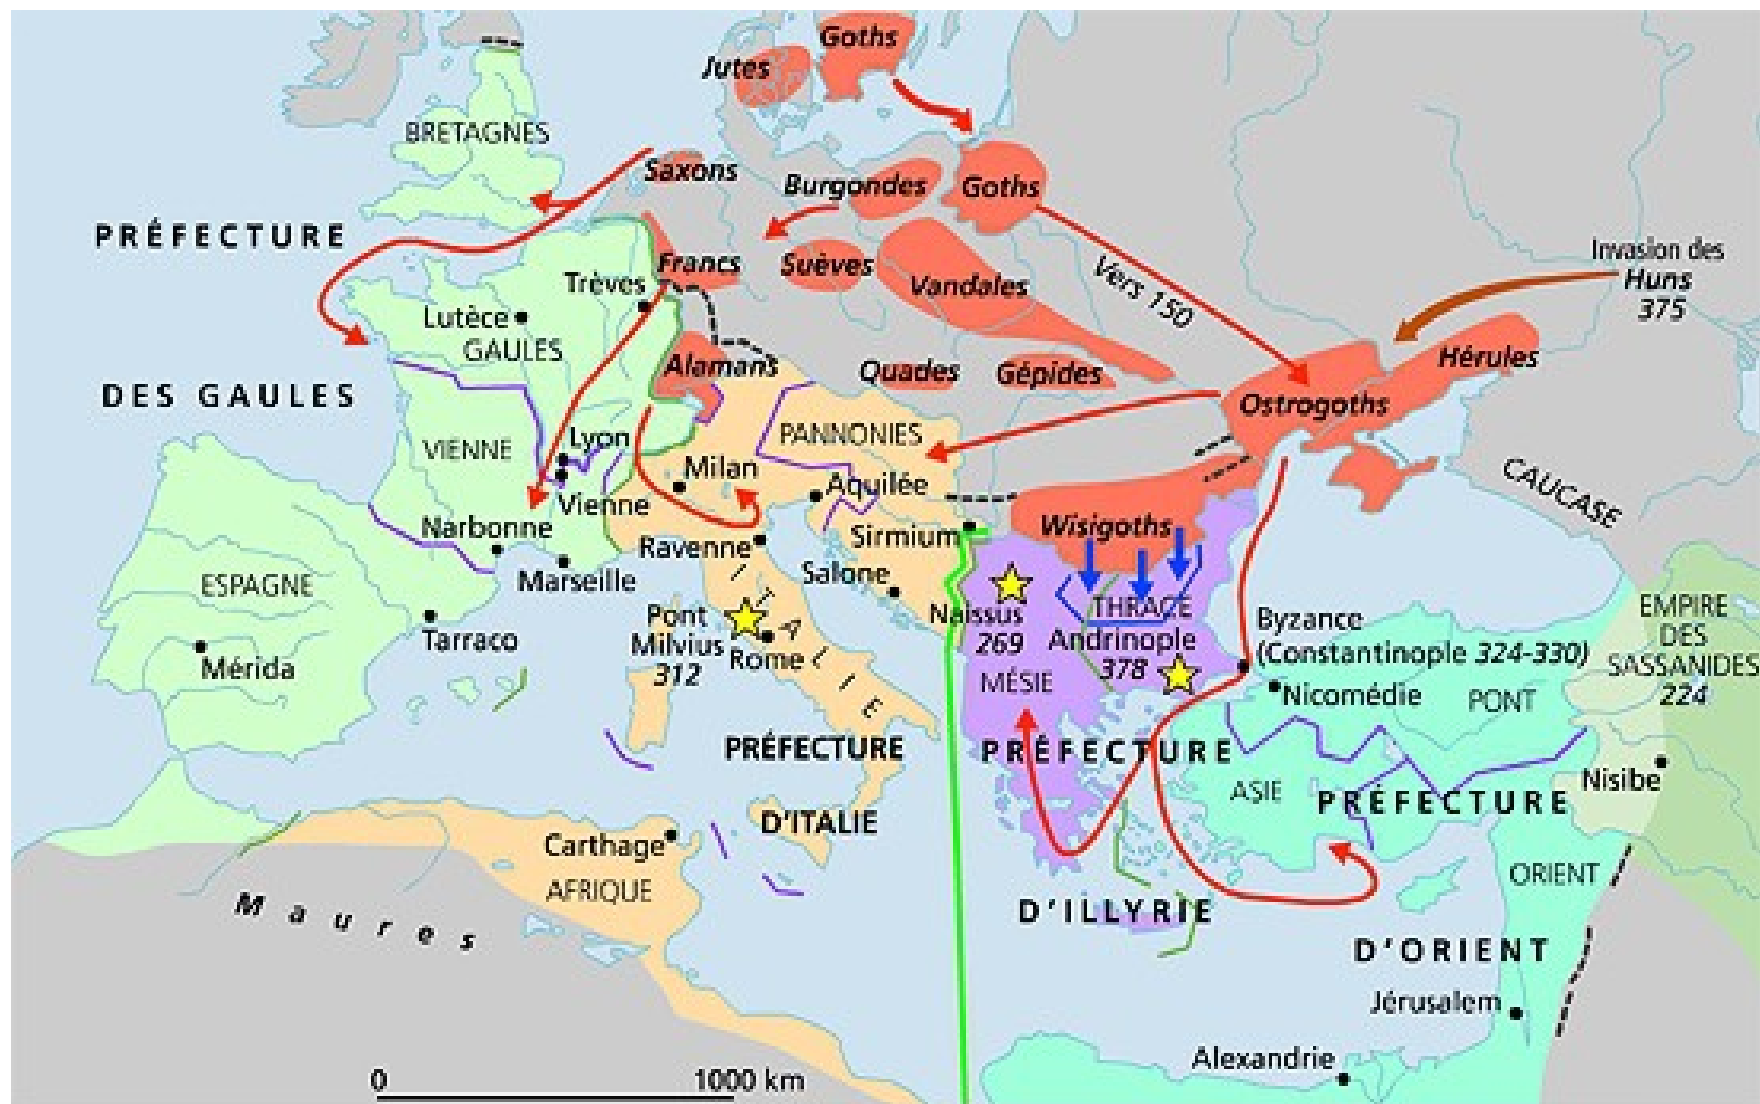 Goths
Jutes
BRETAGNES
Saxons
Burgondes
Goths
PRÉFECTURE
Francs
Suèves
Vandales
Vers 150
Invasion des
Huns
375
Trèves
Lutèce
GAULES
Alamans
Quades
Gépides
Hérules
DES GAULES
Ostrogoths
VIENNE
Lyon
PANNONIES
Milan
Aquilée
CAUCASE
Vienne
Narbonne
Ravenne
Sirmium
Wisigoths
ESPAGNE
Marseille
Salone
Naissus
269
THRACE
Andrinople
378
Byzance
(Constantinople 324-330)
EMPIRE
DES
SASSANIDES
224
Pont
Milvius
312
Rome
ITALIE
Tarraco
Mérida
MÉSIE
Nicomédie
PONT
PRÉFECTURE
D'ITALIE
PRÉFECTURE
D'ILLYRIE
ASIE
PRÉFECTURE
D'ORIENT
Nisibe
Carthage
AFRIQUE
ORIENT
Maures
Jérusalem
Alexandrie
0
1000 km